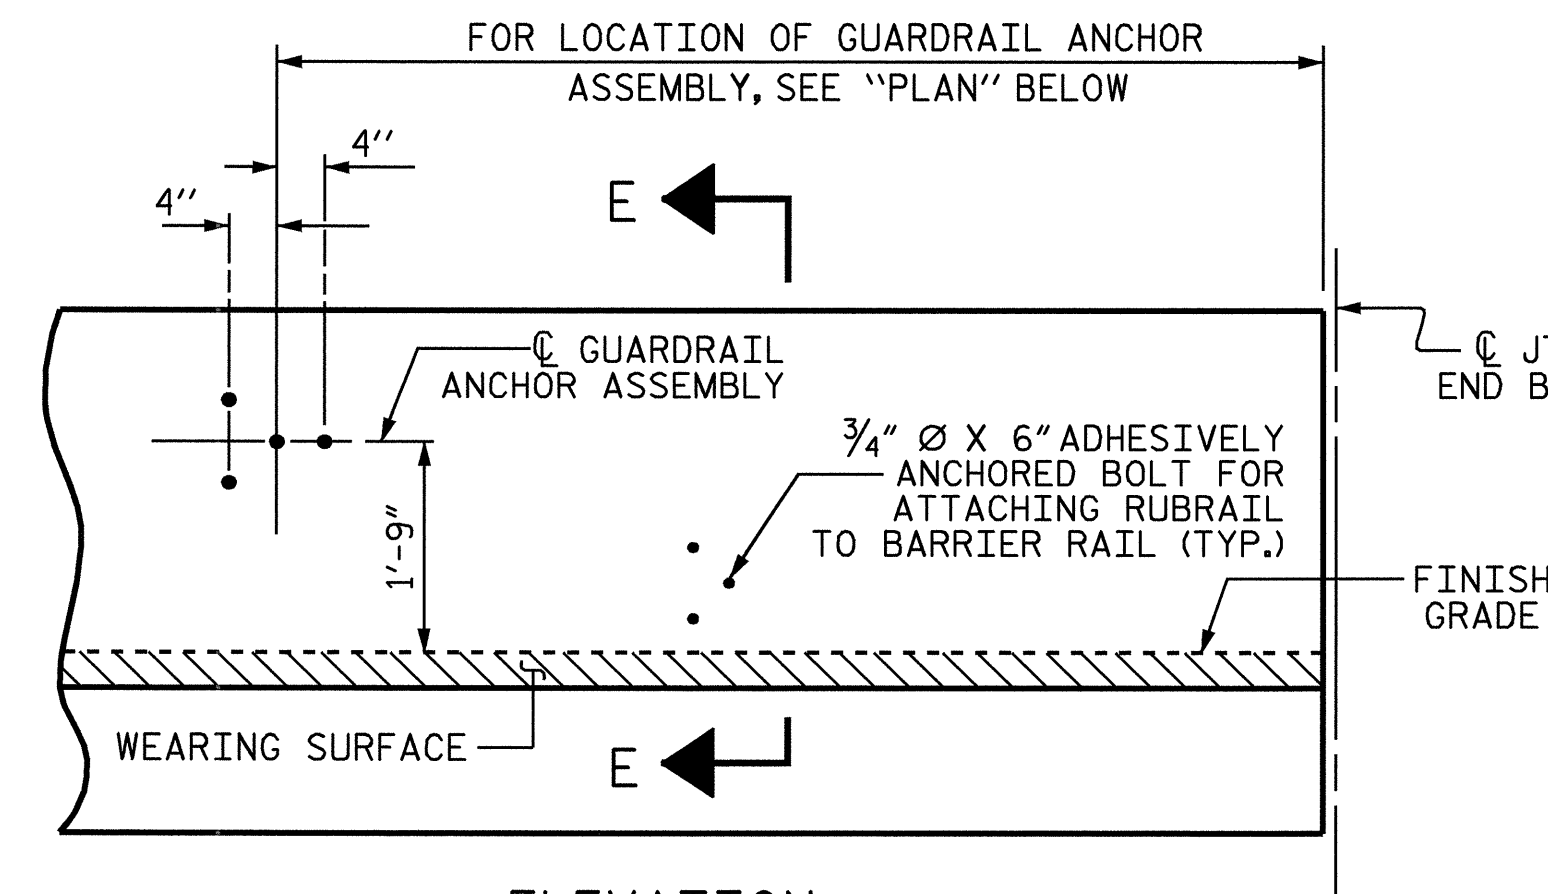 FOR LOCATION OF GUARDRAIL ANCHOR
ASSEMBLY, SEE "PLAN" BELOW
4"
4"
E
℄ GUARDRAIL
ANCHOR ASSEMBLY
℄ J
END B
3/4" Ø X 6" ADHESIVELY
ANCHORED BOLT FOR
ATTACHING RUBRAIL
TO BARRIER RAIL (TYP.)
1'-9"
FINISH
GRADE
WEARING SURFACE
E